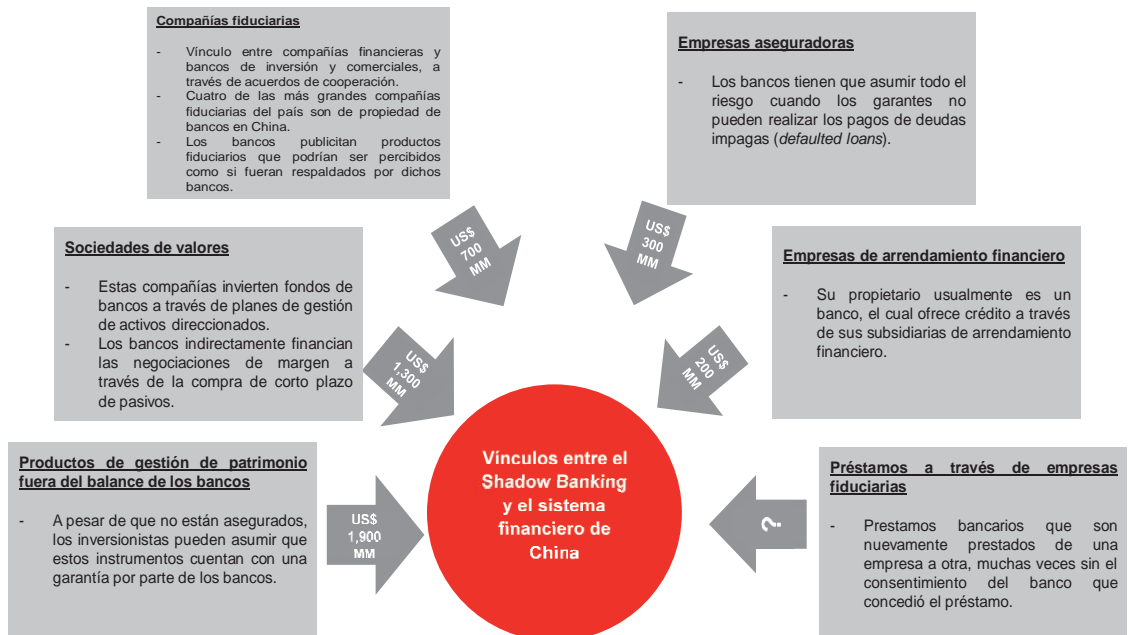 Compañías fiduciarias
- Vínculo entre compañías financieras y
bancos de inversión y comerciales, a
través de acuerdos de cooperación.
- Cuatro de las más grandes compañías
fiduciarias del país son de propiedad de
bancos en China.
- Los bancos publicitan productos
fiduciarios que podrían ser percibidos
como si fueran respaldados por dichos
bancos.
US$
700
MM
Empresas aseguradoras
- Los bancos tienen que asumir todo el
riesgo cuando los garantes no
pueden realizar los pagos de deudas
impagas (defaulted loans).
US$
300
MM
Sociedades de valores
- Estas compañías invierten fondos de
bancos a través de planes de gestión
de activos direccionados.
- Los bancos indirectamente financian
las negociaciones de margen a
través de la compra de corto plazo
de pasivos.
US$
1,300
MM
Empresas de arrendamiento financiero
- Su propietario usualmente es un
banco, el cual ofrece crédito a través
de sus subsidiarias de arrendamiento
financiero.
US$
200
MM
Productos de gestión de patrimonio
fuera del balance de los bancos
- A pesar de que no están asegurados,
los inversionistas pueden asumir que
estos instrumentos cuentan con una
garantía por parte de los bancos.
US$
1,900
MM
Vínculos entre el
Shadow Banking
y el sistema
financiero de
China
?
Préstamos a través de empresas
fiduciarias
- Prestamos bancarios que son
nuevamente prestados de una
empresa a otra, muchas veces sin el
consentimiento del banco que
concedió el préstamo.